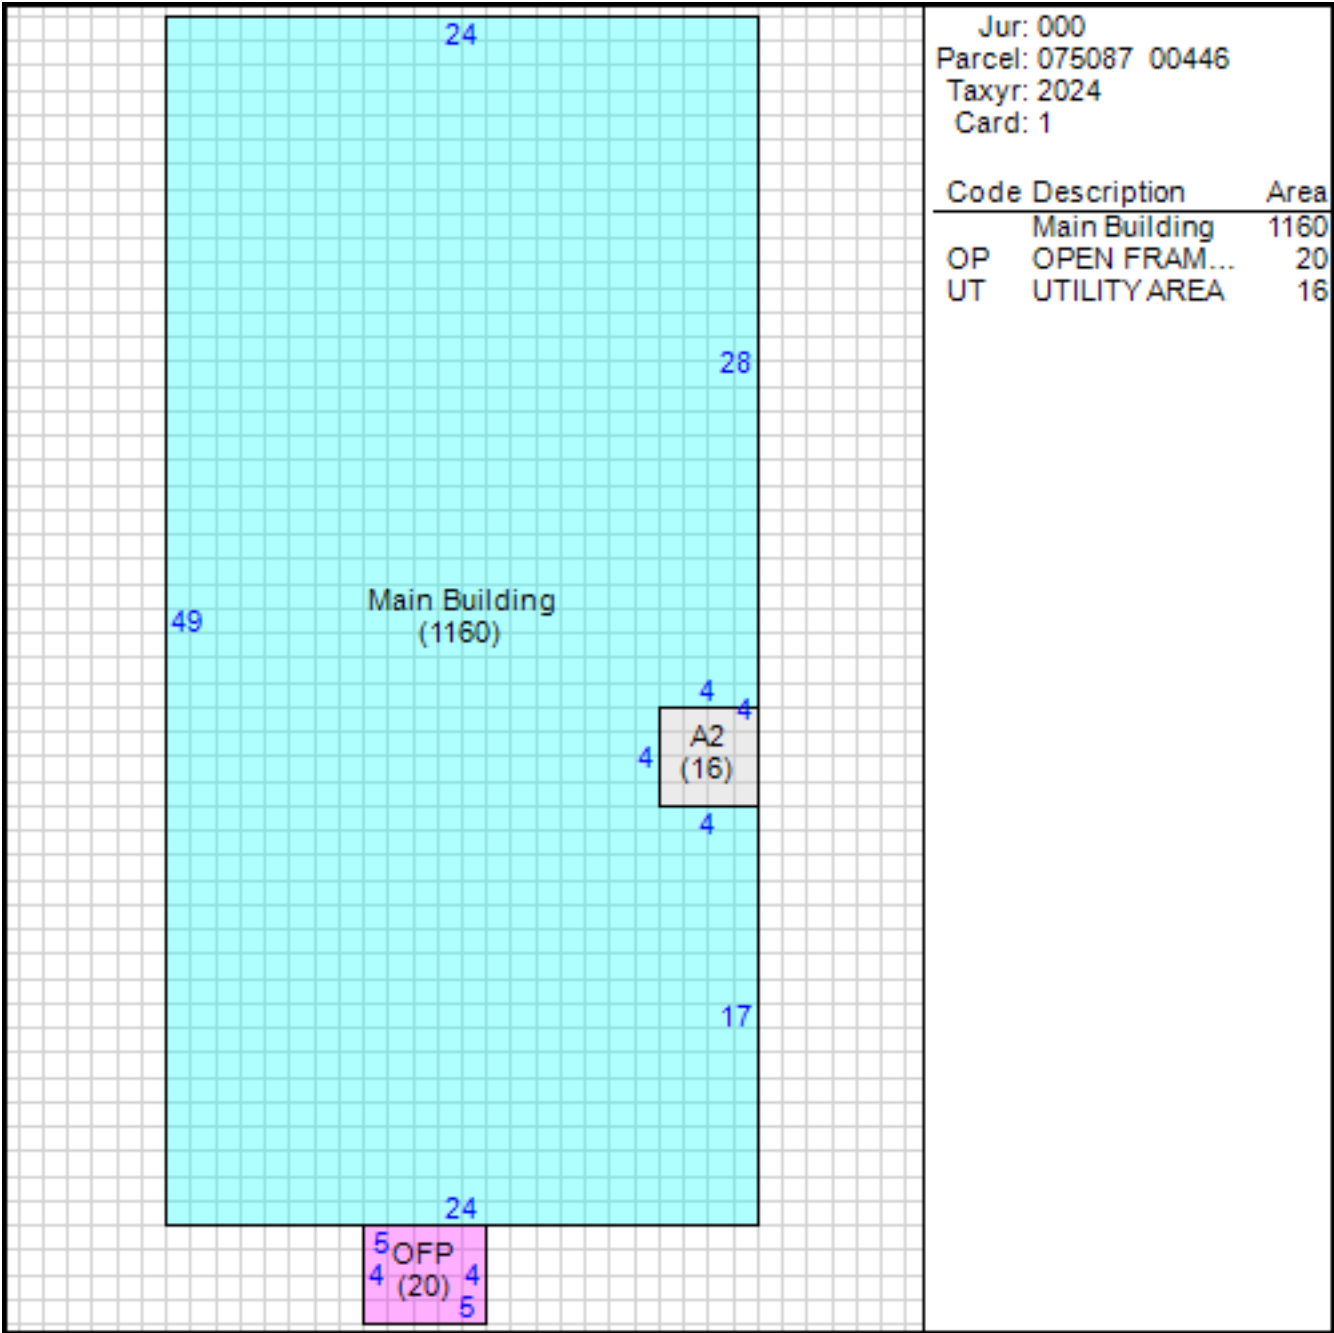 Jur: 000
Parcel: 075087 00446
Taxyr: 2024
Card: 1
Code Description Area
Main Building 1160
OP OPEN FRAM... 20
UT UTILITY AREA 16
24
28
49
Main Building
(1160)
4
4
A2
4
(16)
4
17
24
5
OFP
4
(20)
4
5